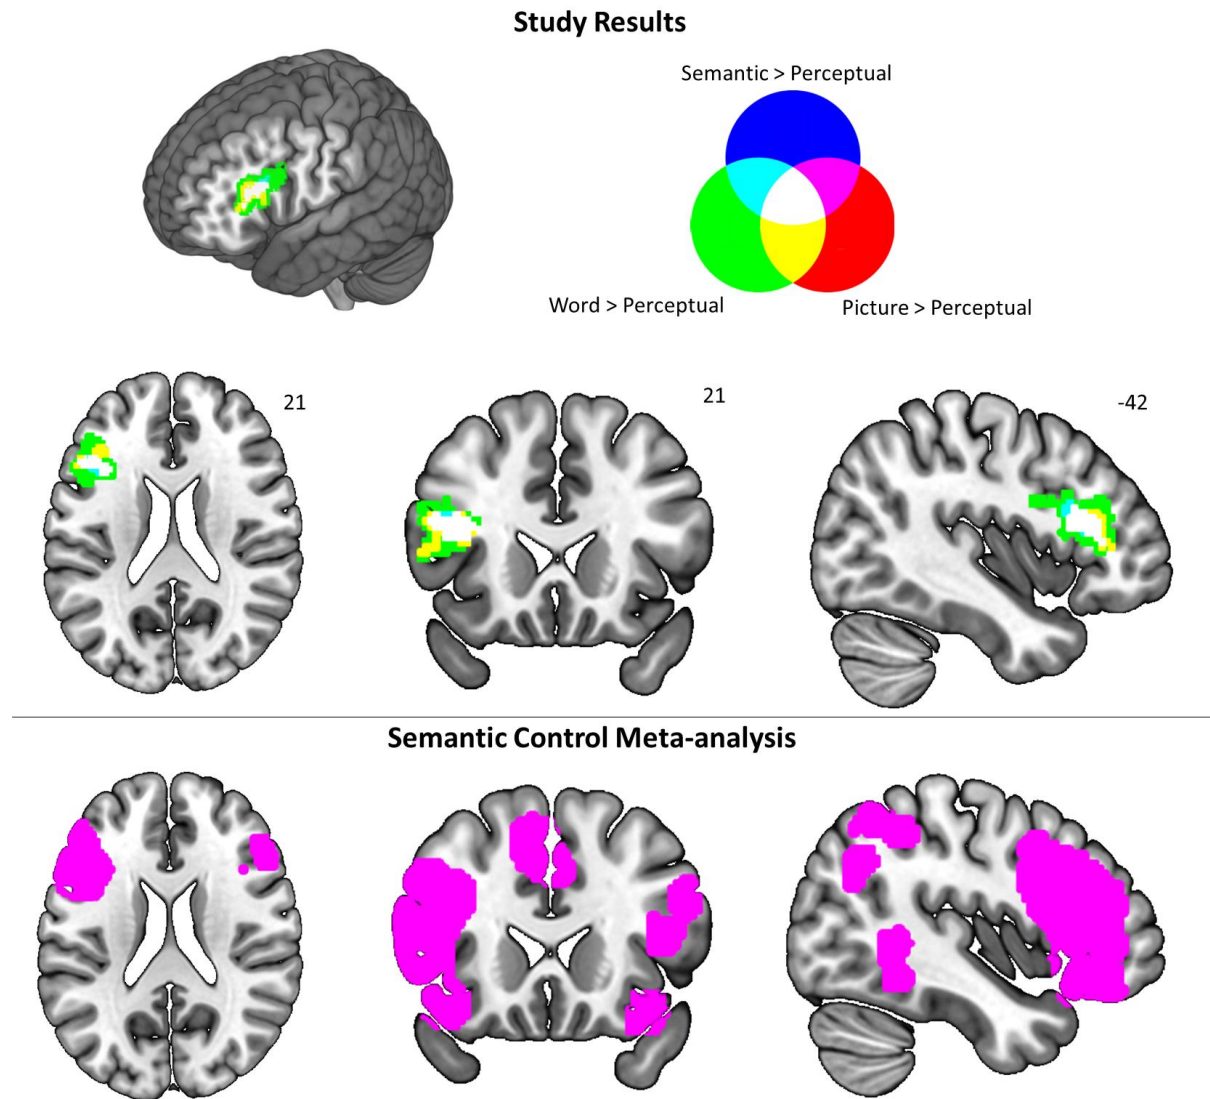 Study Results
Semantic > Perceptual
Word > Perceptual
Picture > Perceptual
21
21
-42
Semantic Control Meta-analysis